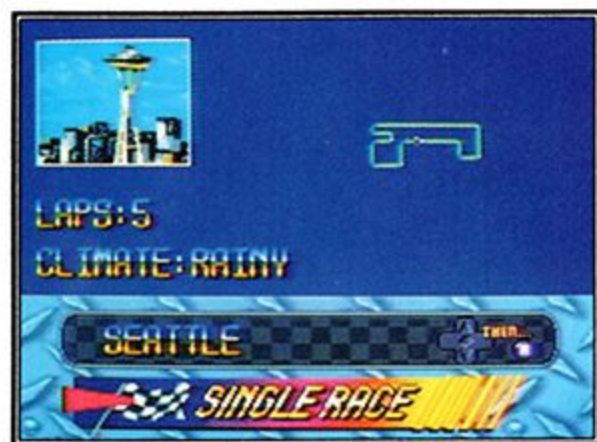 LAPS:5
CLIMATE:RAINY
SEATTLE
THEN...
SINGLE RACE